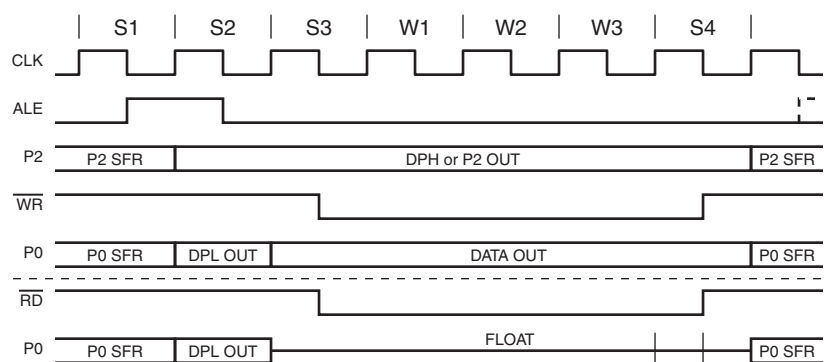 S1 S2 S3 W1 W2 W3 S4
CLK
ALE
P2 P2 SFR DPH or P2 OUT P2 SFR
WR
P0 P0 SFR DPL OUT DATA OUT P0 SFR
RD
P0 P0 SFR DPL OUT FLOAT P0 SFR